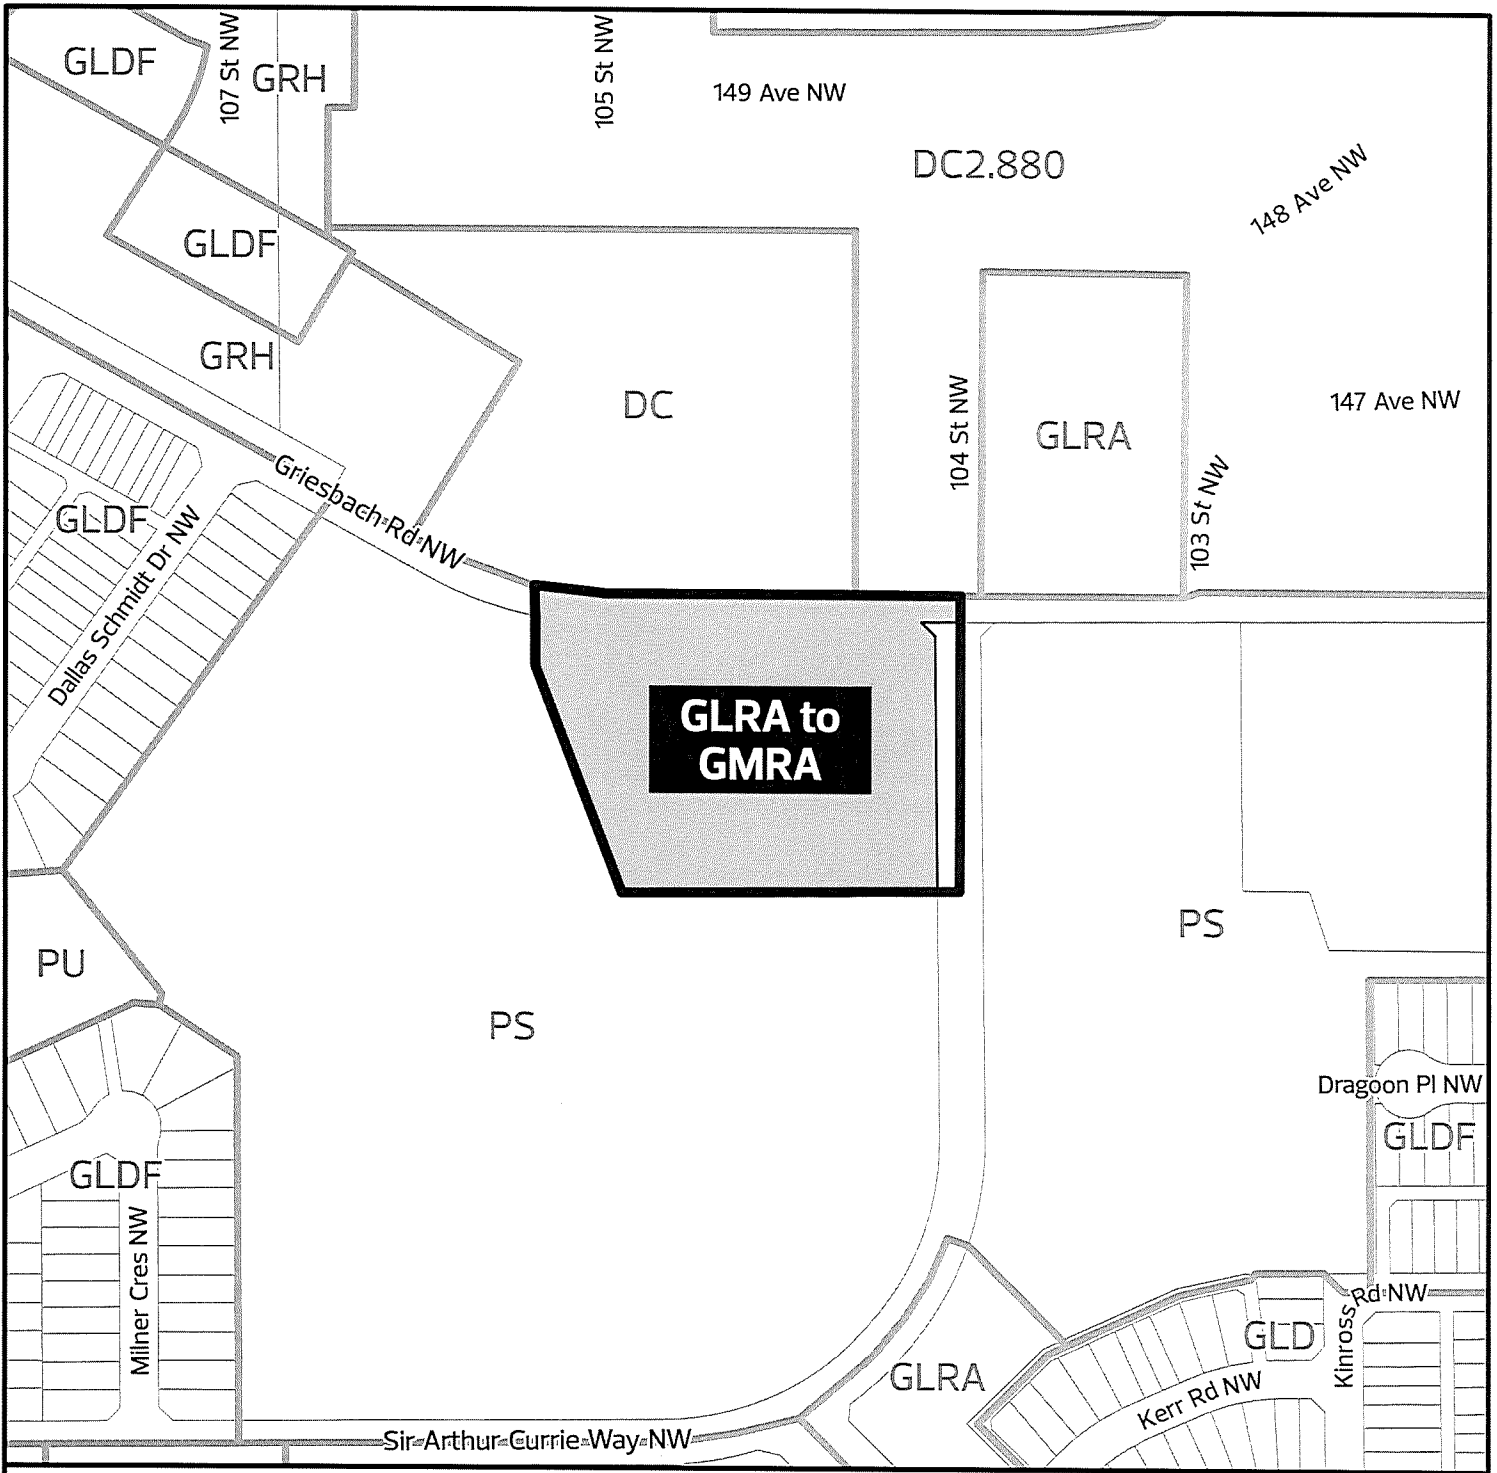 GLDF
107 St NW
GRH
105 St NW
149 Ave NW
DC2.880
148 Ave NW
GLDF
GRH
DC
104 St NW
GLRA
103 St NW
147 Ave NW
Griesbach Rd NW
GLDF
Dallas Schmidt Dr NW
GLRA to
GMRA
PU
PS
PS
Dragoon Pl NW
GLDF
GLDF
Milner Cres NW
Kinross Rd NW
GLD
GLRA
Kerr Rd NW
Sir Arthur Currie Way NW